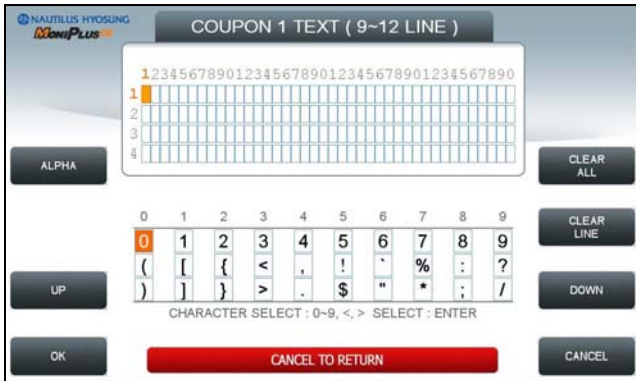 NAUTILUS HYOSUNG
MoniPlus
COUPON 1 TEXT ( 9~12 LINE )
1234567890123456789012345678901234567890
1
2
3
4
ALPHA
CLEAR ALL
0 1 2 3 4 5 6 7 8 9
0 1 2 3 4 5 6 7 8 9
( [ { < , ! ` % : ?
) ] } > . $ " * ; /
CLEAR LINE
UP
DOWN
CHARACTER SELECT : 0~9, <, > SELECT : ENTER
OK
CANCEL TO RETURN
CANCEL